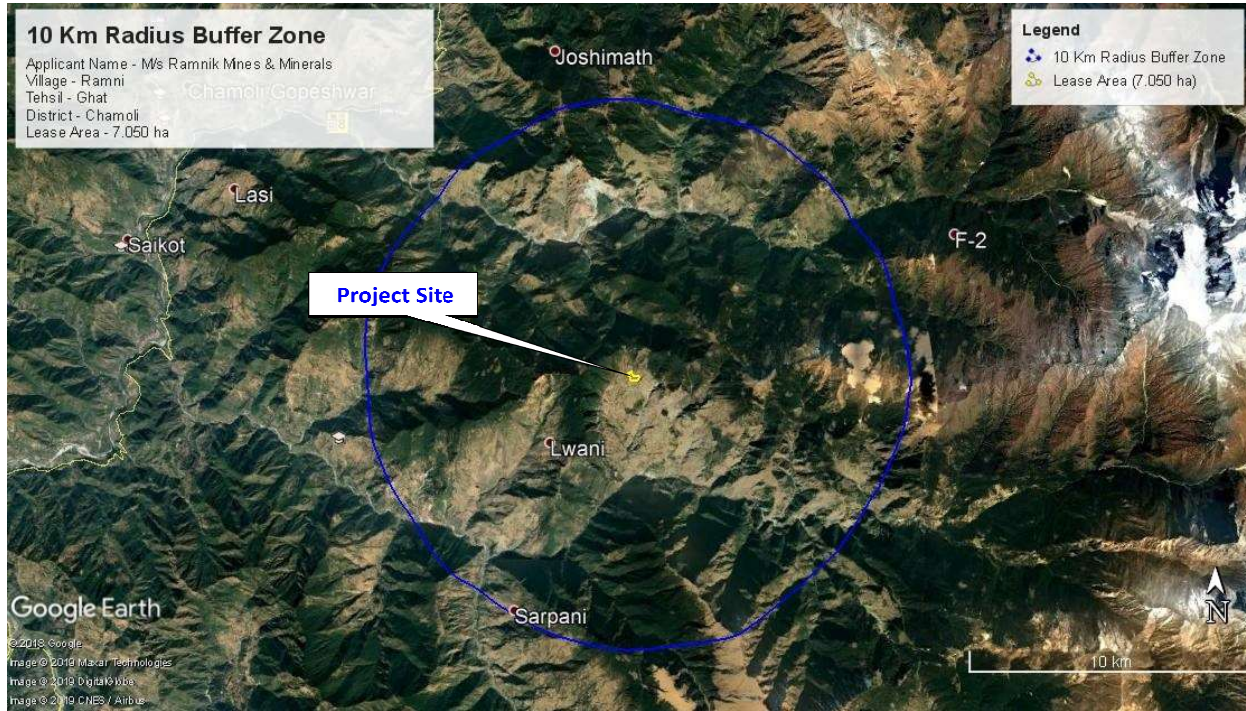 10 Km Radius Buffer Zone
Applicant Name - M/s Ramnik Mines & Minerals
Village - Ramni
Tehsil - Ghat
District - Chamoli
Lease Area - 7.050 ha
Chamoli Gopeshwar
Legend
10 Km Radius Buffer Zone
Lease Area (7.050 ha)
Joshimath
Lasi
Saikot
F-2
Project Site
Lwani
Sarpani
Google Earth
© 2018 Google
Image © 2019 Maxar Technologies
Image © 2019 DigitalGlobe
Image © 2019 CNES / Airbus
N
10 km